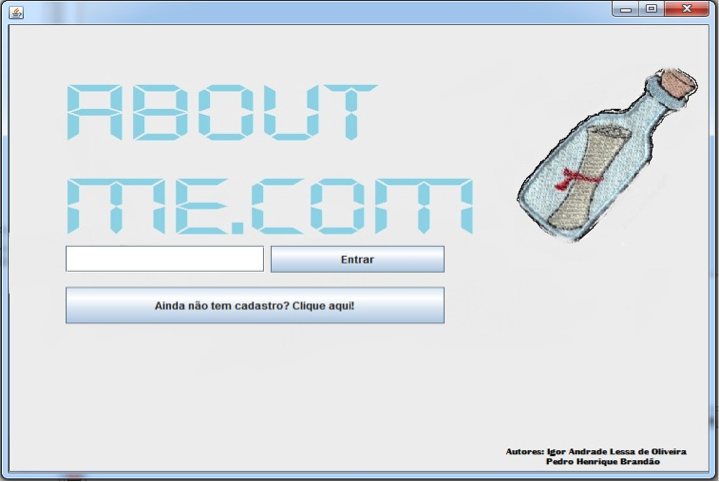 ABOUT
ME.COM
Entrar
Ainda não tem cadastro? Clique aqui!
Autores: Igor Andrade Lessa de Oliveira
Pedro Henrique Brandão